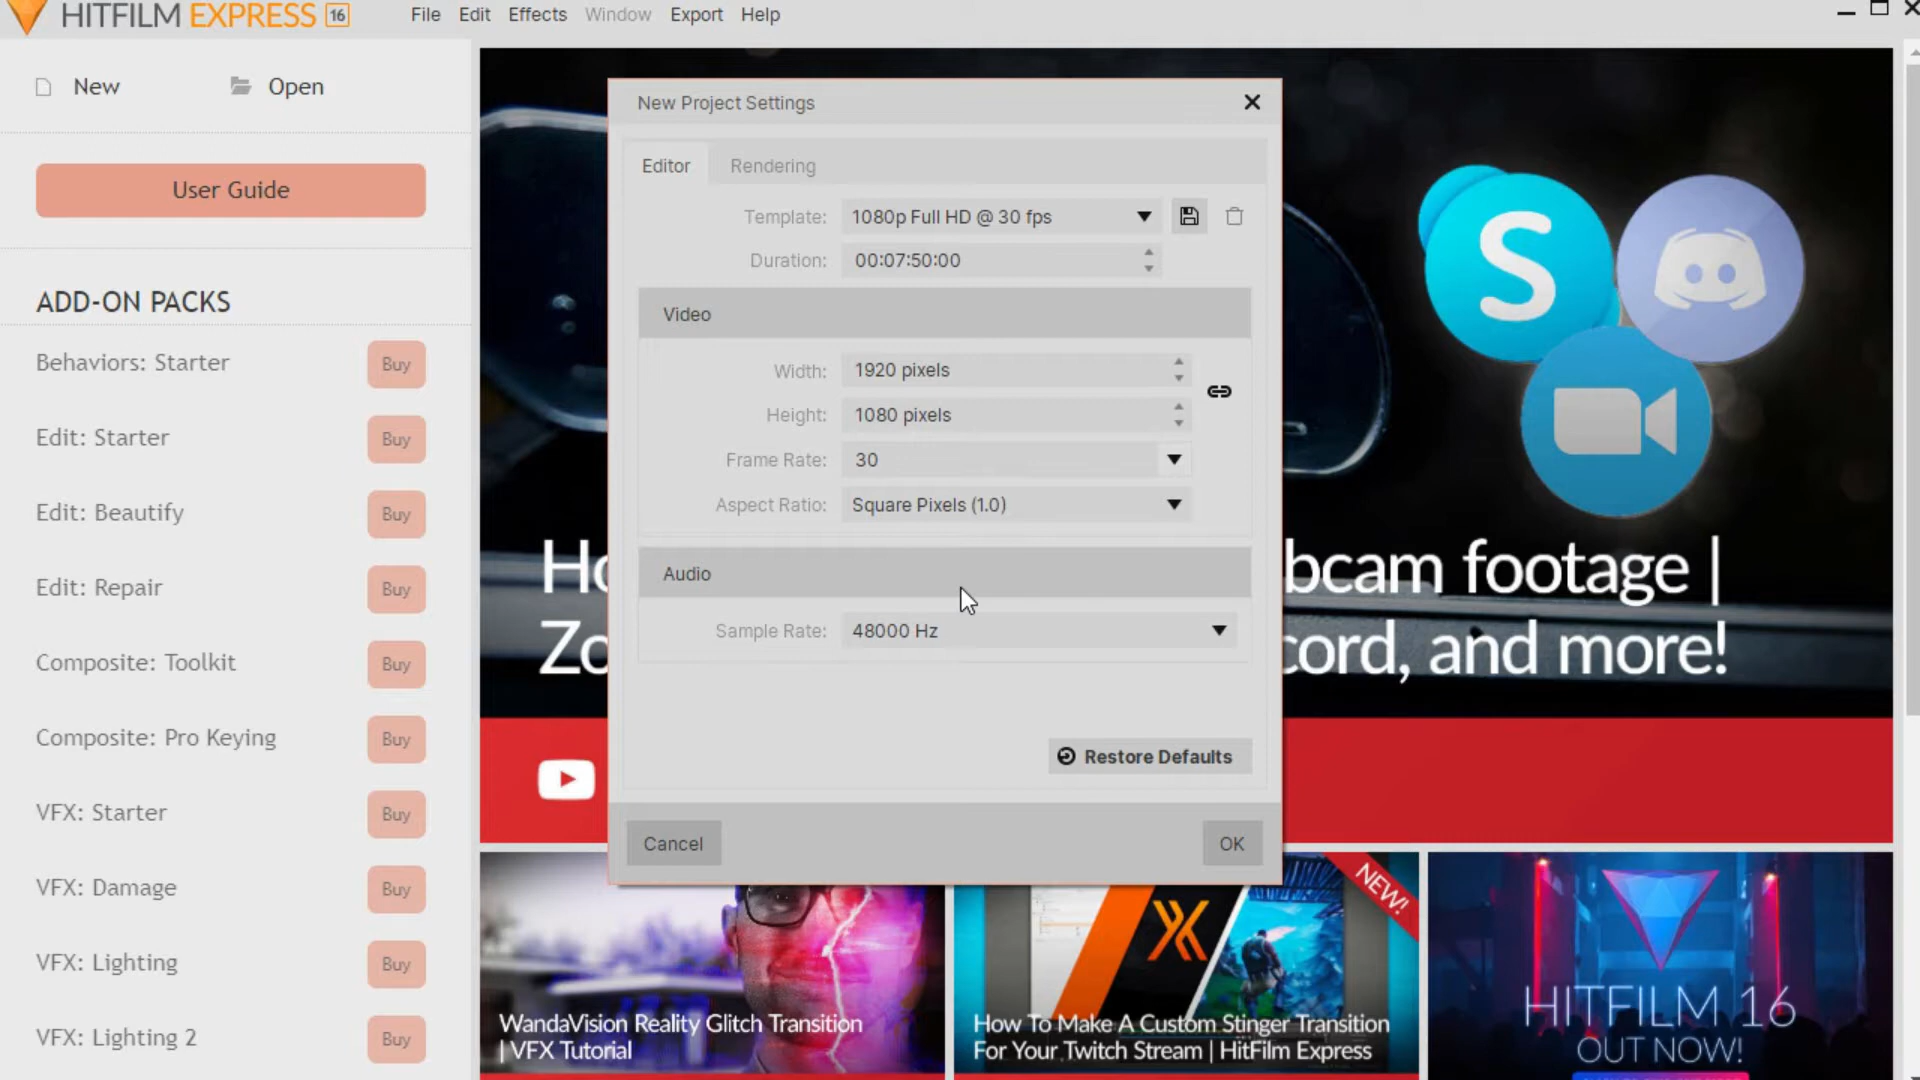 HITFILM EXPRESS 16
File Edit Effects Window Export Help
New Open
User Guide
ADD-ON PACKS
Behaviors: Starter Buy
Edit: Starter Buy
Edit: Beautify Buy
Edit: Repair Buy
Composite: Toolkit Buy
Composite: Pro Keying Buy
VFX: Starter Buy
VFX: Damage Buy
VFX: Lighting Buy
VFX: Lighting 2 Buy
New Project Settings
Editor Rendering
Template: 1080p Full HD @ 30 fps
Duration: 00:07:50:00
Video
Width: 1920 pixels
Height: 1080 pixels
Frame Rate: 30
Aspect Ratio: Square Pixels (1.0)
Audio
Sample Rate: 48000 Hz
Restore Defaults
Cancel OK
S
Ho bcam footage |
Zo cord, and more!
WandaVision Reality Glitch Transition
| VFX Tutorial
NEW!
How To Make A Custom Stinger Transition
For Your Twitch Stream | HitFilm Express
HITFILM 16
OUT NOW!